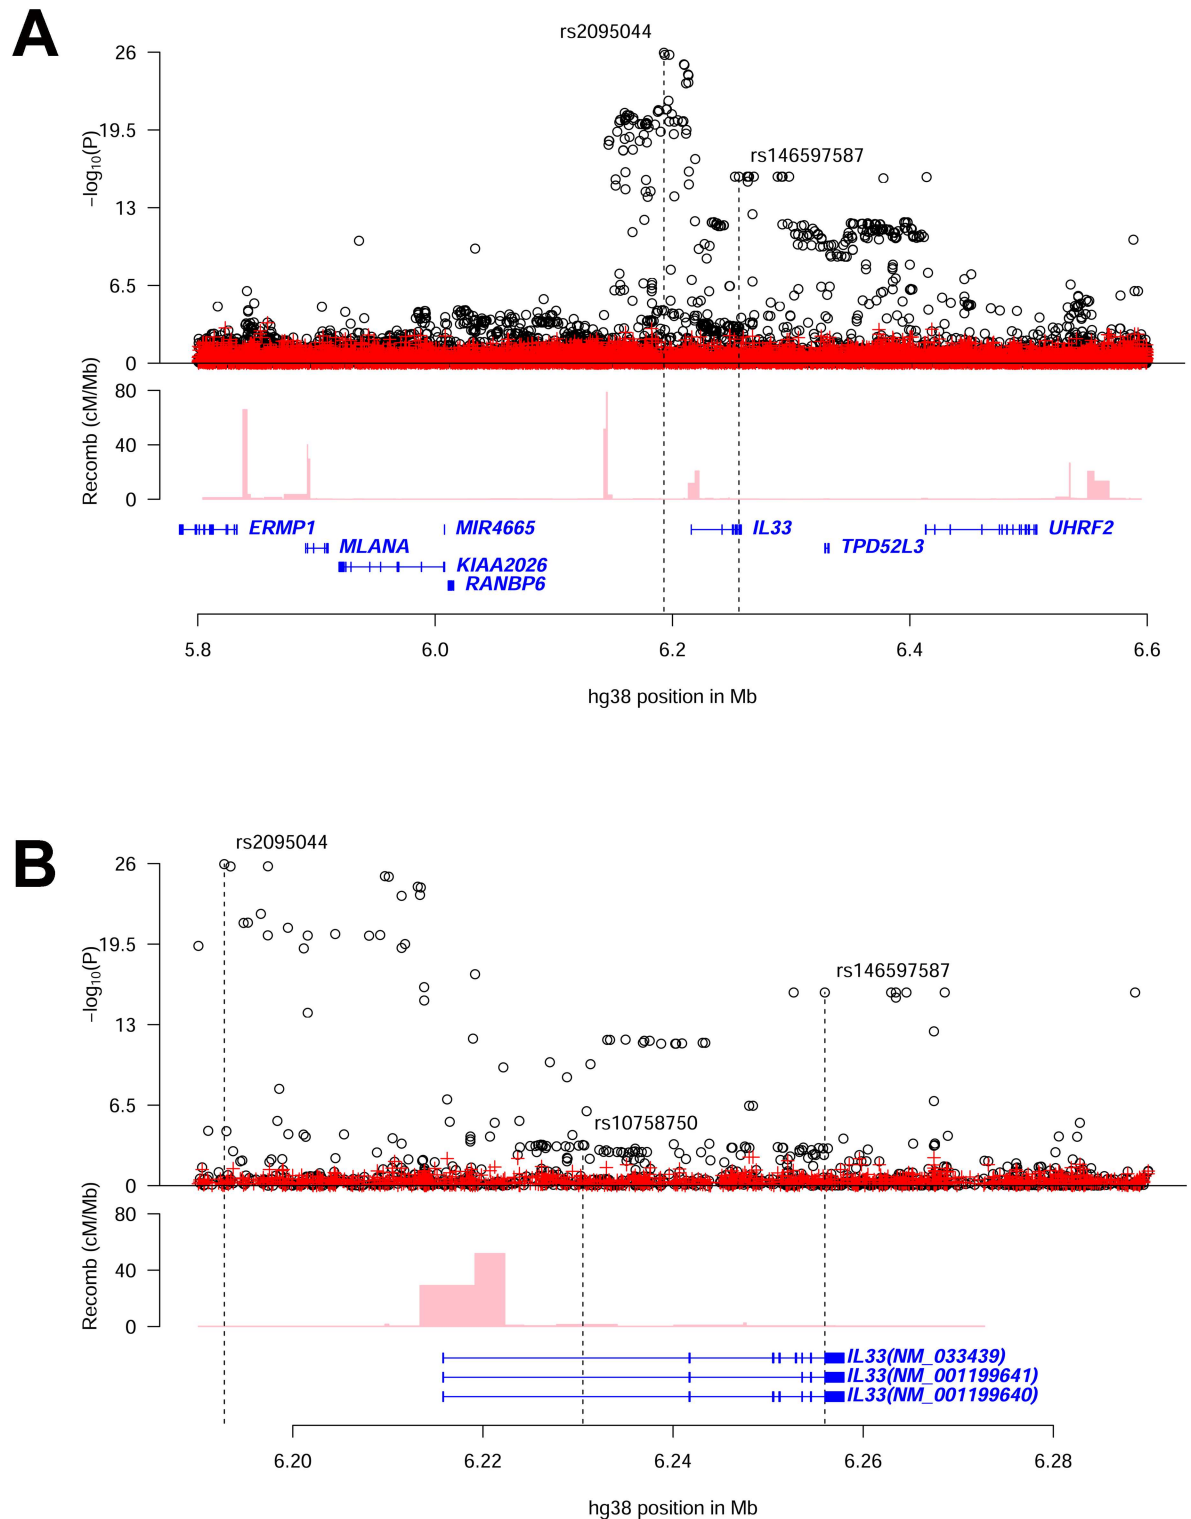 A
rs2095044
26
19.5
13
6.5
0
−log10(P)
rs146597587
Recomb (cM/Mb)
80
40
0
ERMP1
MIR4665
IL33
UHRF2
MLANA
TPD52L3
KIAA2026
RANBP6
5.8
6.0
6.2
6.4
6.6
hg38 position in Mb
B
rs2095044
26
19.5
13
6.5
0
−log10(P)
rs146597587
rs10758750
Recomb (cM/Mb)
80
40
0
IL33(NM_033439)
IL33(NM_001199641)
IL33(NM_001199640)
6.20
6.22
6.24
6.26
6.28
hg38 position in Mb